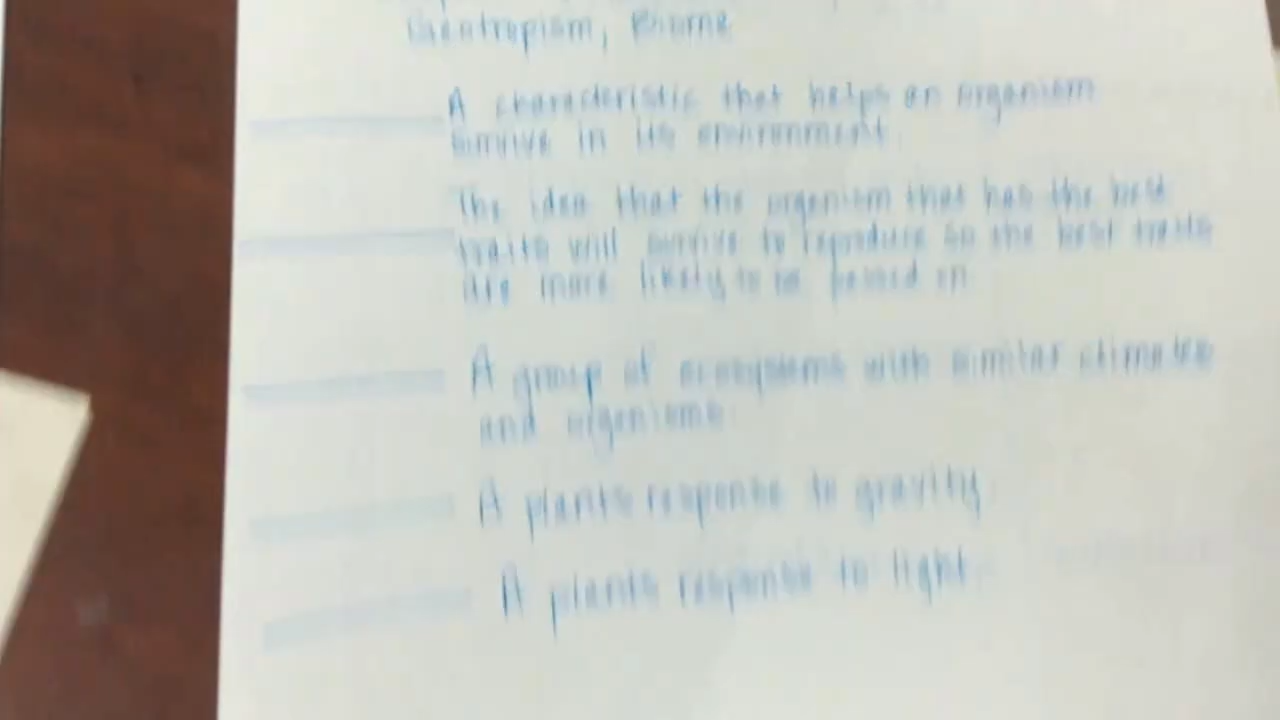 Geotropism, Biome
A characteristic that helps an organism
survive in its environment.
The idea that the organism that has the best
traits will survive to reproduce so the best traits
are more likely to be passed on
A group of ecosystems with similar climates
and organisms.
A plants response to gravity.
A plants response to light.